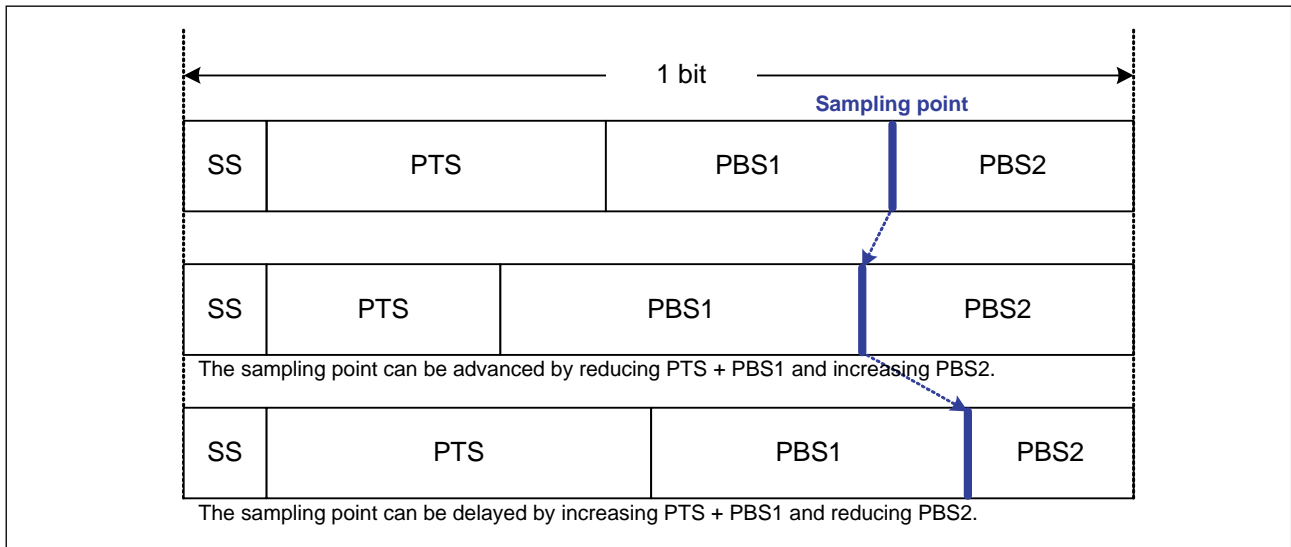 1 bit
Sampling point
SS PTS PBS1 PBS2
SS PTS PBS1 PBS2
The sampling point can be advanced by reducing PTS + PBS1 and increasing PBS2.
SS PTS PBS1 PBS2
The sampling point can be delayed by increasing PTS + PBS1 and reducing PBS2.